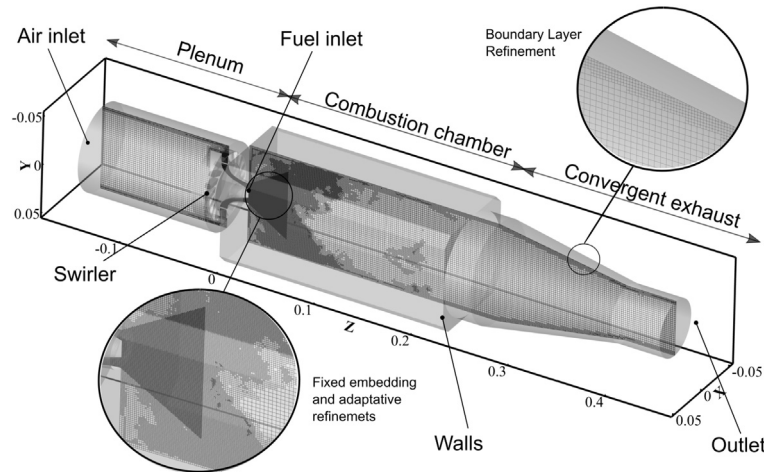 Air inlet
Fuel inlet
Boundary Layer
Refinement
Plenum
Combustion chamber
Convergent exhaust
-0.05
0
0.05
Y
-0.1
0
0.1
0.2
0.3
0.4
Z
-0.05
0
0.05
Swirler
Fixed embedding
and adaptative
refinemets
Walls
Outlet